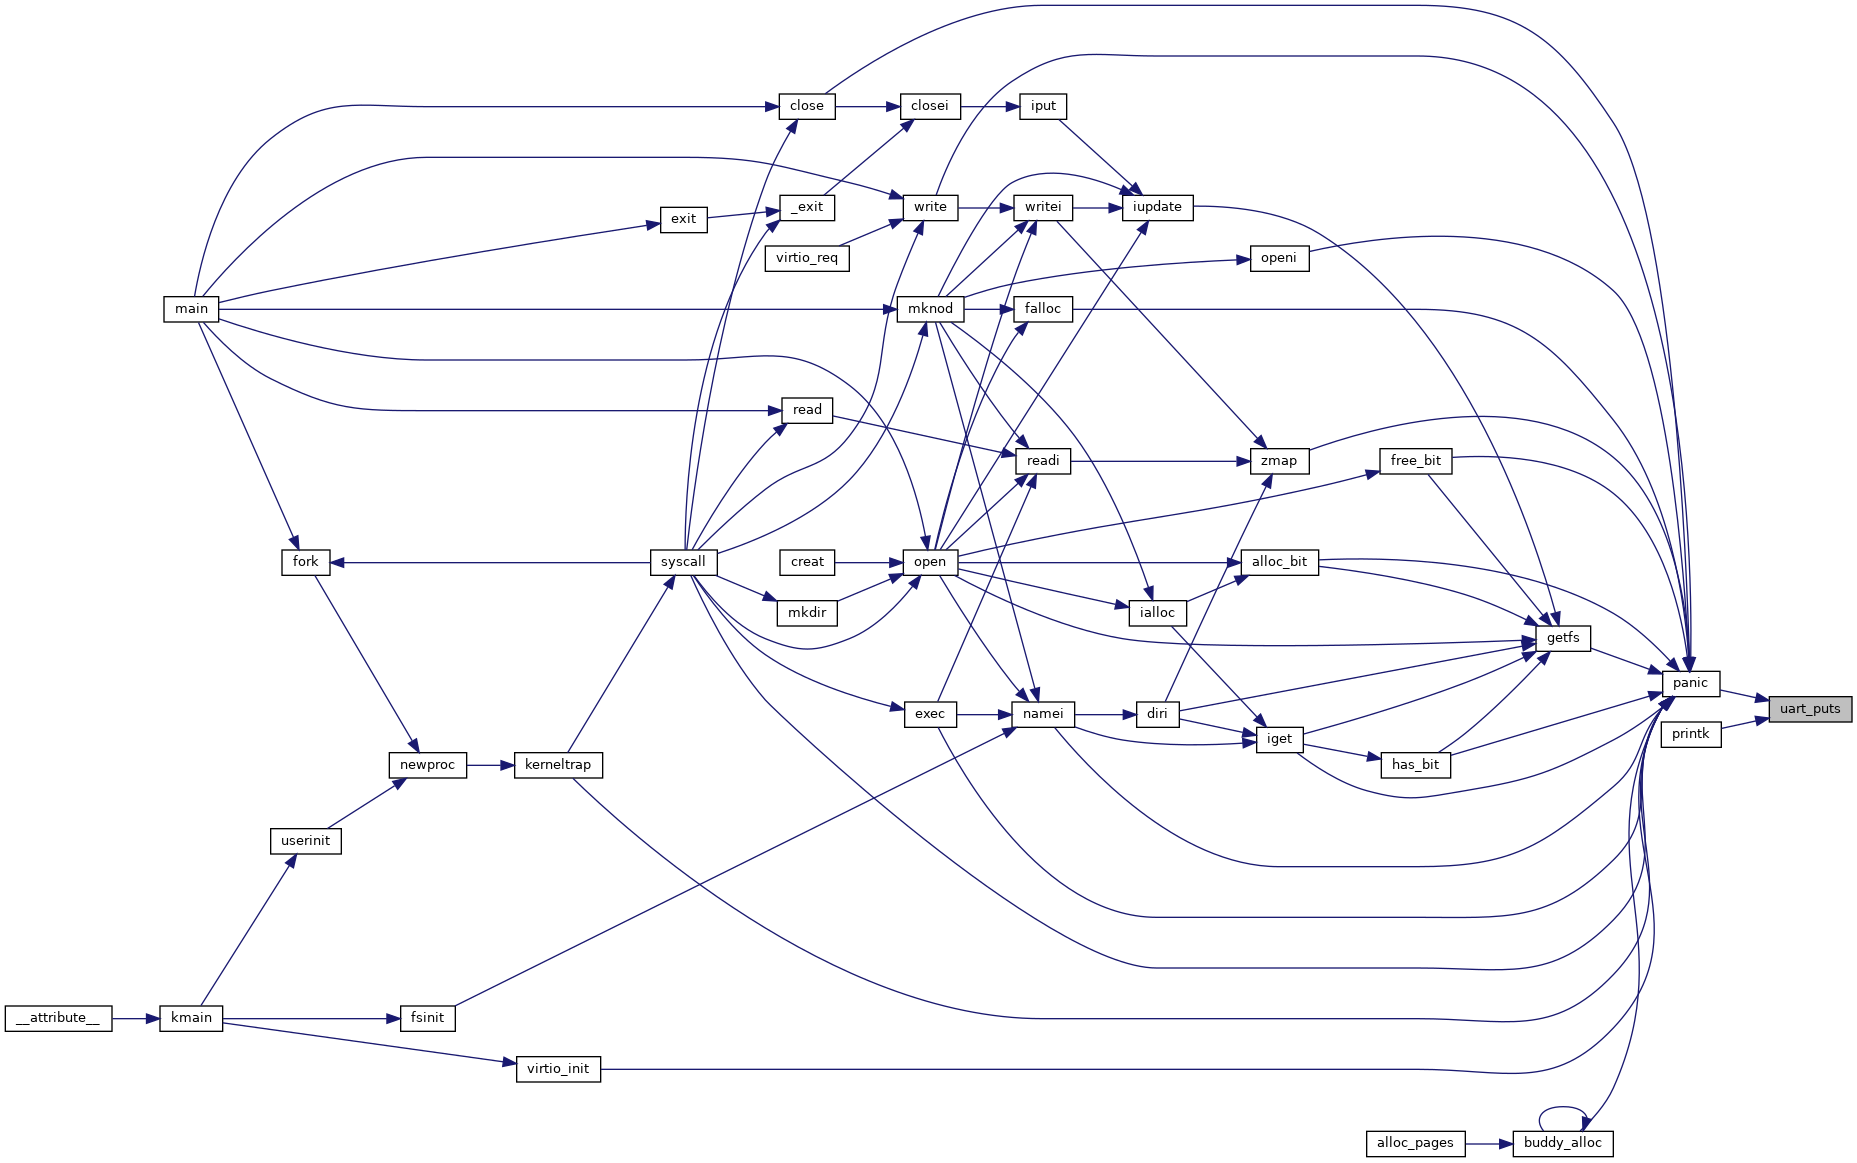 close
closei
iput
_exit
write
writei
iupdate
exit
virtio_req
openi
main
mknod
falloc
read
readi
zmap
free_bit
fork
syscall
creat
open
alloc_bit
mkdir
ialloc
getfs
panic
uart_puts
exec
namei
diri
iget
printk
newproc
kerneltrap
has_bit
userinit
__attribute__
kmain
fsinit
virtio_init
alloc_pages
buddy_alloc